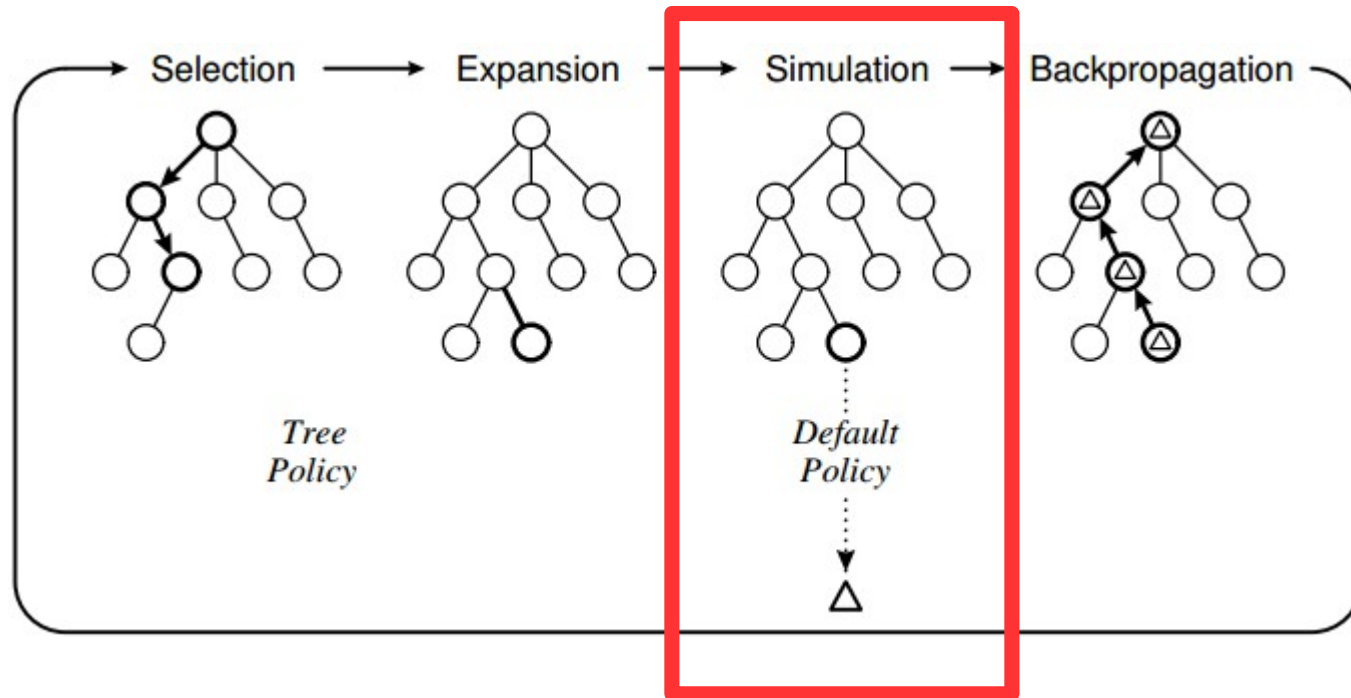 Selection
Expansion
Simulation
Backpropagation
Tree
Policy
Default
Policy